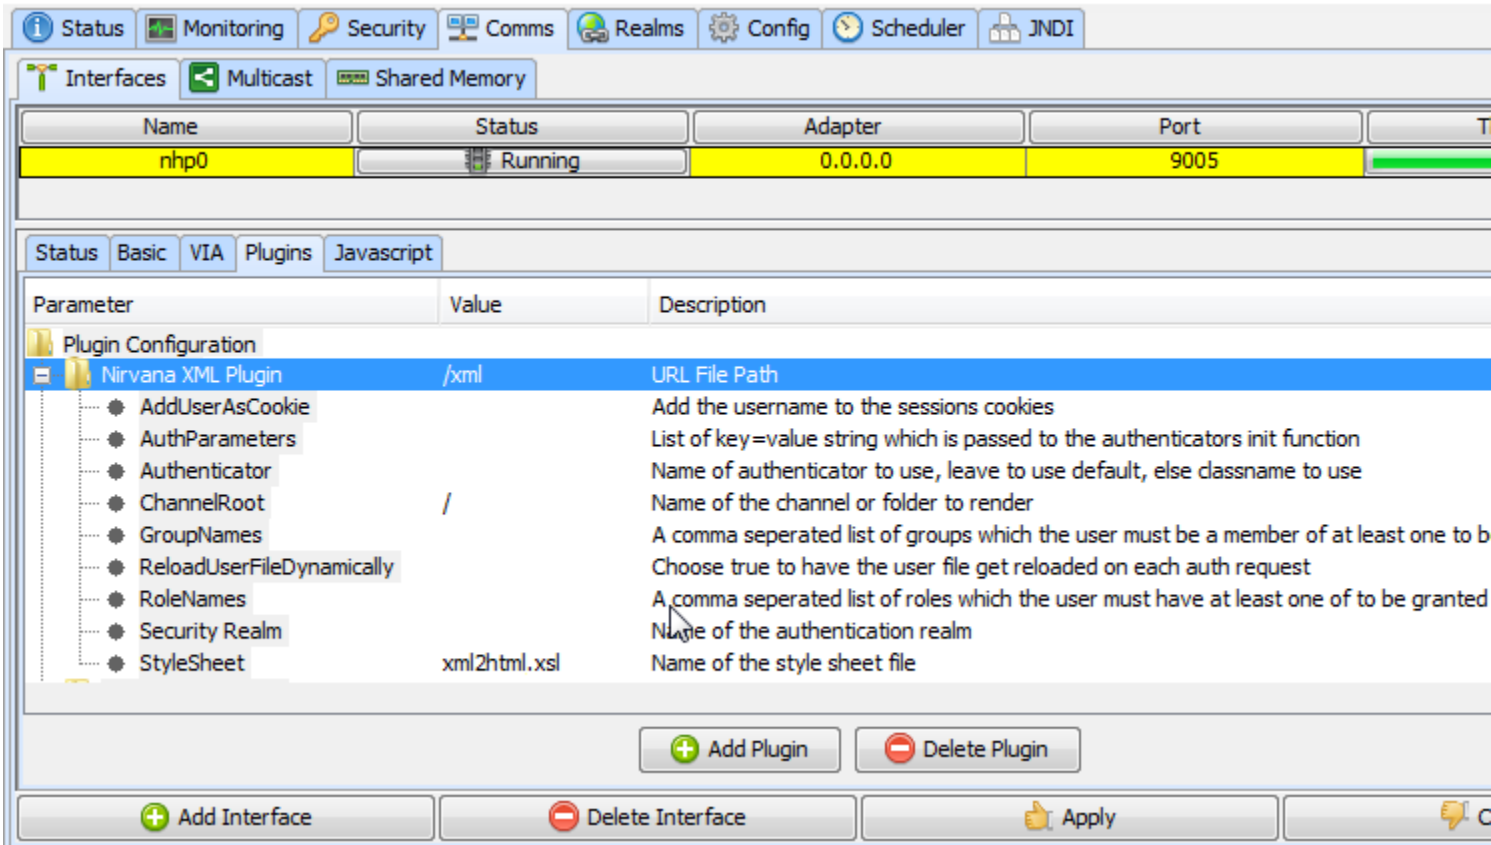 Status Monitoring Security Comms Realms Config Scheduler JNDI
Interfaces Multicast Shared Memory
Name Status Adapter Port
nhp0 Running 0.0.0.0 9005
Status Basic VIA Plugins Javascript
Parameter Value Description
Plugin Configuration
Nirvana XML Plugin /xml URL File Path
AddUserAsCookie Add the username to the sessions cookies
AuthParameters List of key=value string which is passed to the authenticators init function
Authenticator Name of authenticator to use, leave to use default, else classname to use
ChannelRoot / Name of the channel or folder to render
GroupNames A comma seperated list of groups which the user must be a member of at least one to
ReloadUserFileDynamically Choose true to have the user file get reloaded on each auth request
RoleNames A comma seperated list of roles which the user must have at least one of to be granted
Security Realm Name of the authentication realm
StyleSheet xml2html.xsl Name of the style sheet file
Add Plugin Delete Plugin
Add Interface Delete Interface Apply